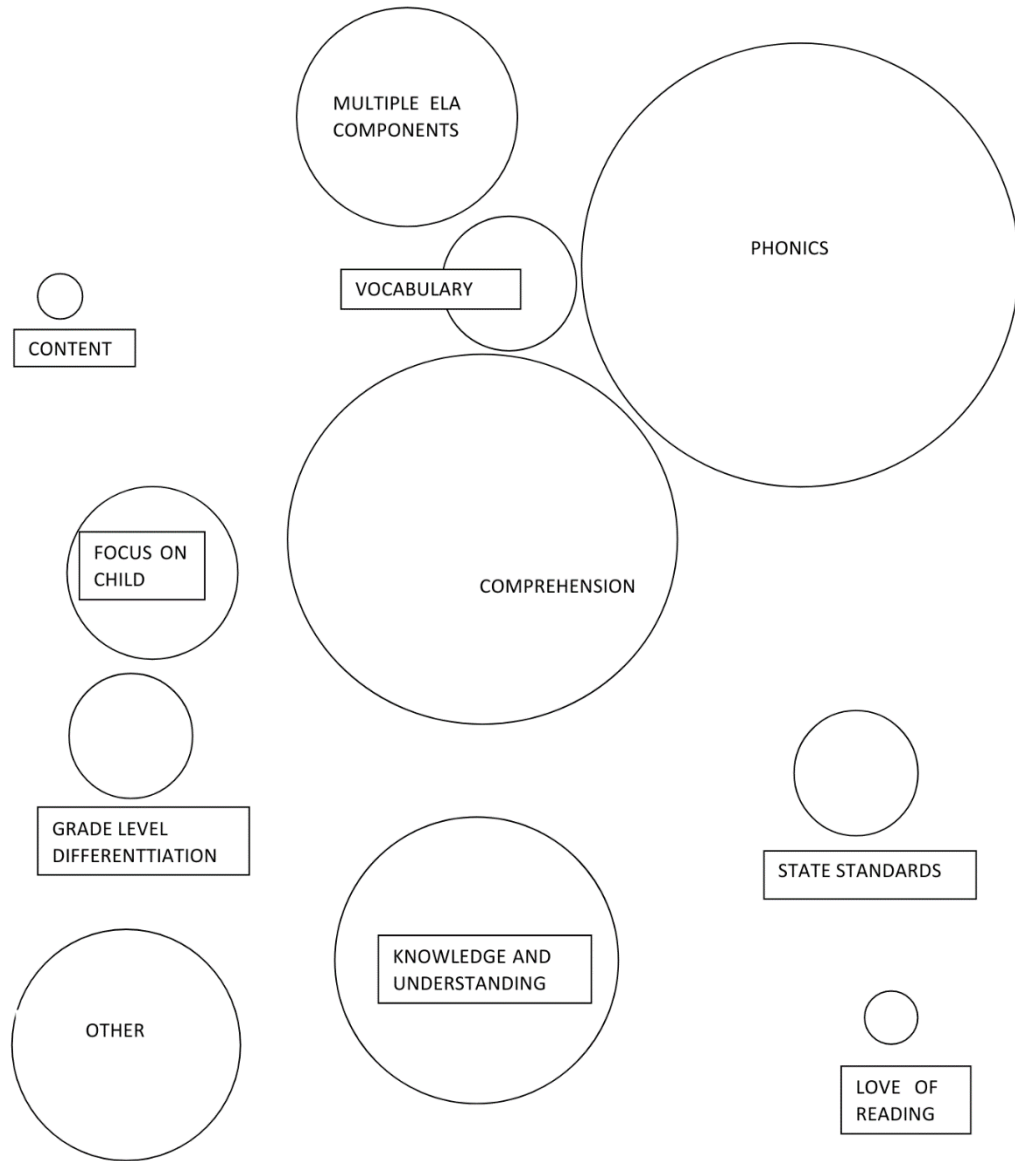 MULTIPLE ELA
COMPONENTS
PHONICS
VOCABULARY
CONTENT
FOCUS ON
CHILD
COMPREHENSION
GRADE LEVEL
DIFFERENTTIATION
STATE STANDARDS
KNOWLEDGE AND
UNDERSTANDING
OTHER
LOVE OF
READING